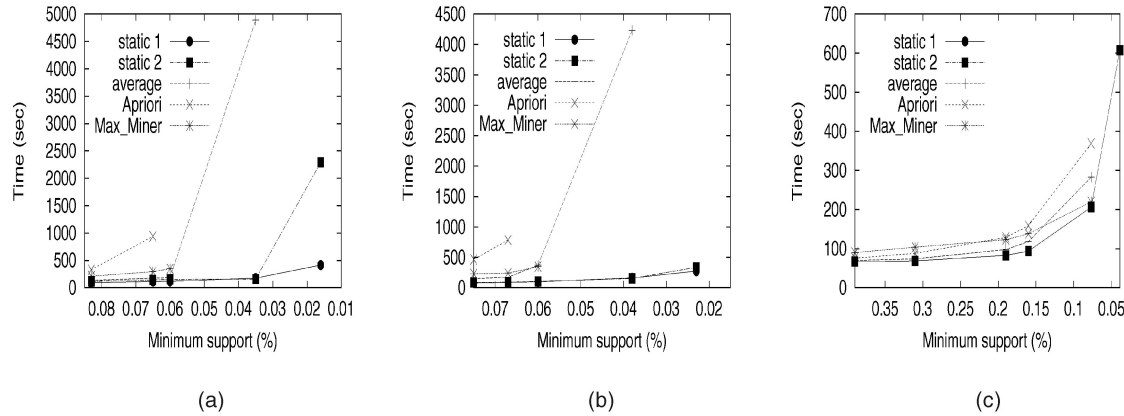 5000
4500
4000
3500
3000
2500
2000
1500
1000
500
0
Time (sec)
static 1
static 2
average
Apriori
Max_Miner
0.08 0.07 0.06 0.05 0.04 0.03 0.02 0.01
Minimum support (%)
(a)
4500
4000
3500
3000
2500
2000
1500
1000
500
0
Time (sec)
static 1
static 2
average
Apriori
Max_Miner
0.07 0.06 0.05 0.04 0.03 0.02
Minimum support (%)
(b)
700
600
500
400
300
200
100
0
Time (sec)
static 1
static 2
average
Apriori
Max_Miner
0.35 0.3 0.25 0.2 0.15 0.1 0.05
Minimum support (%)
(c)